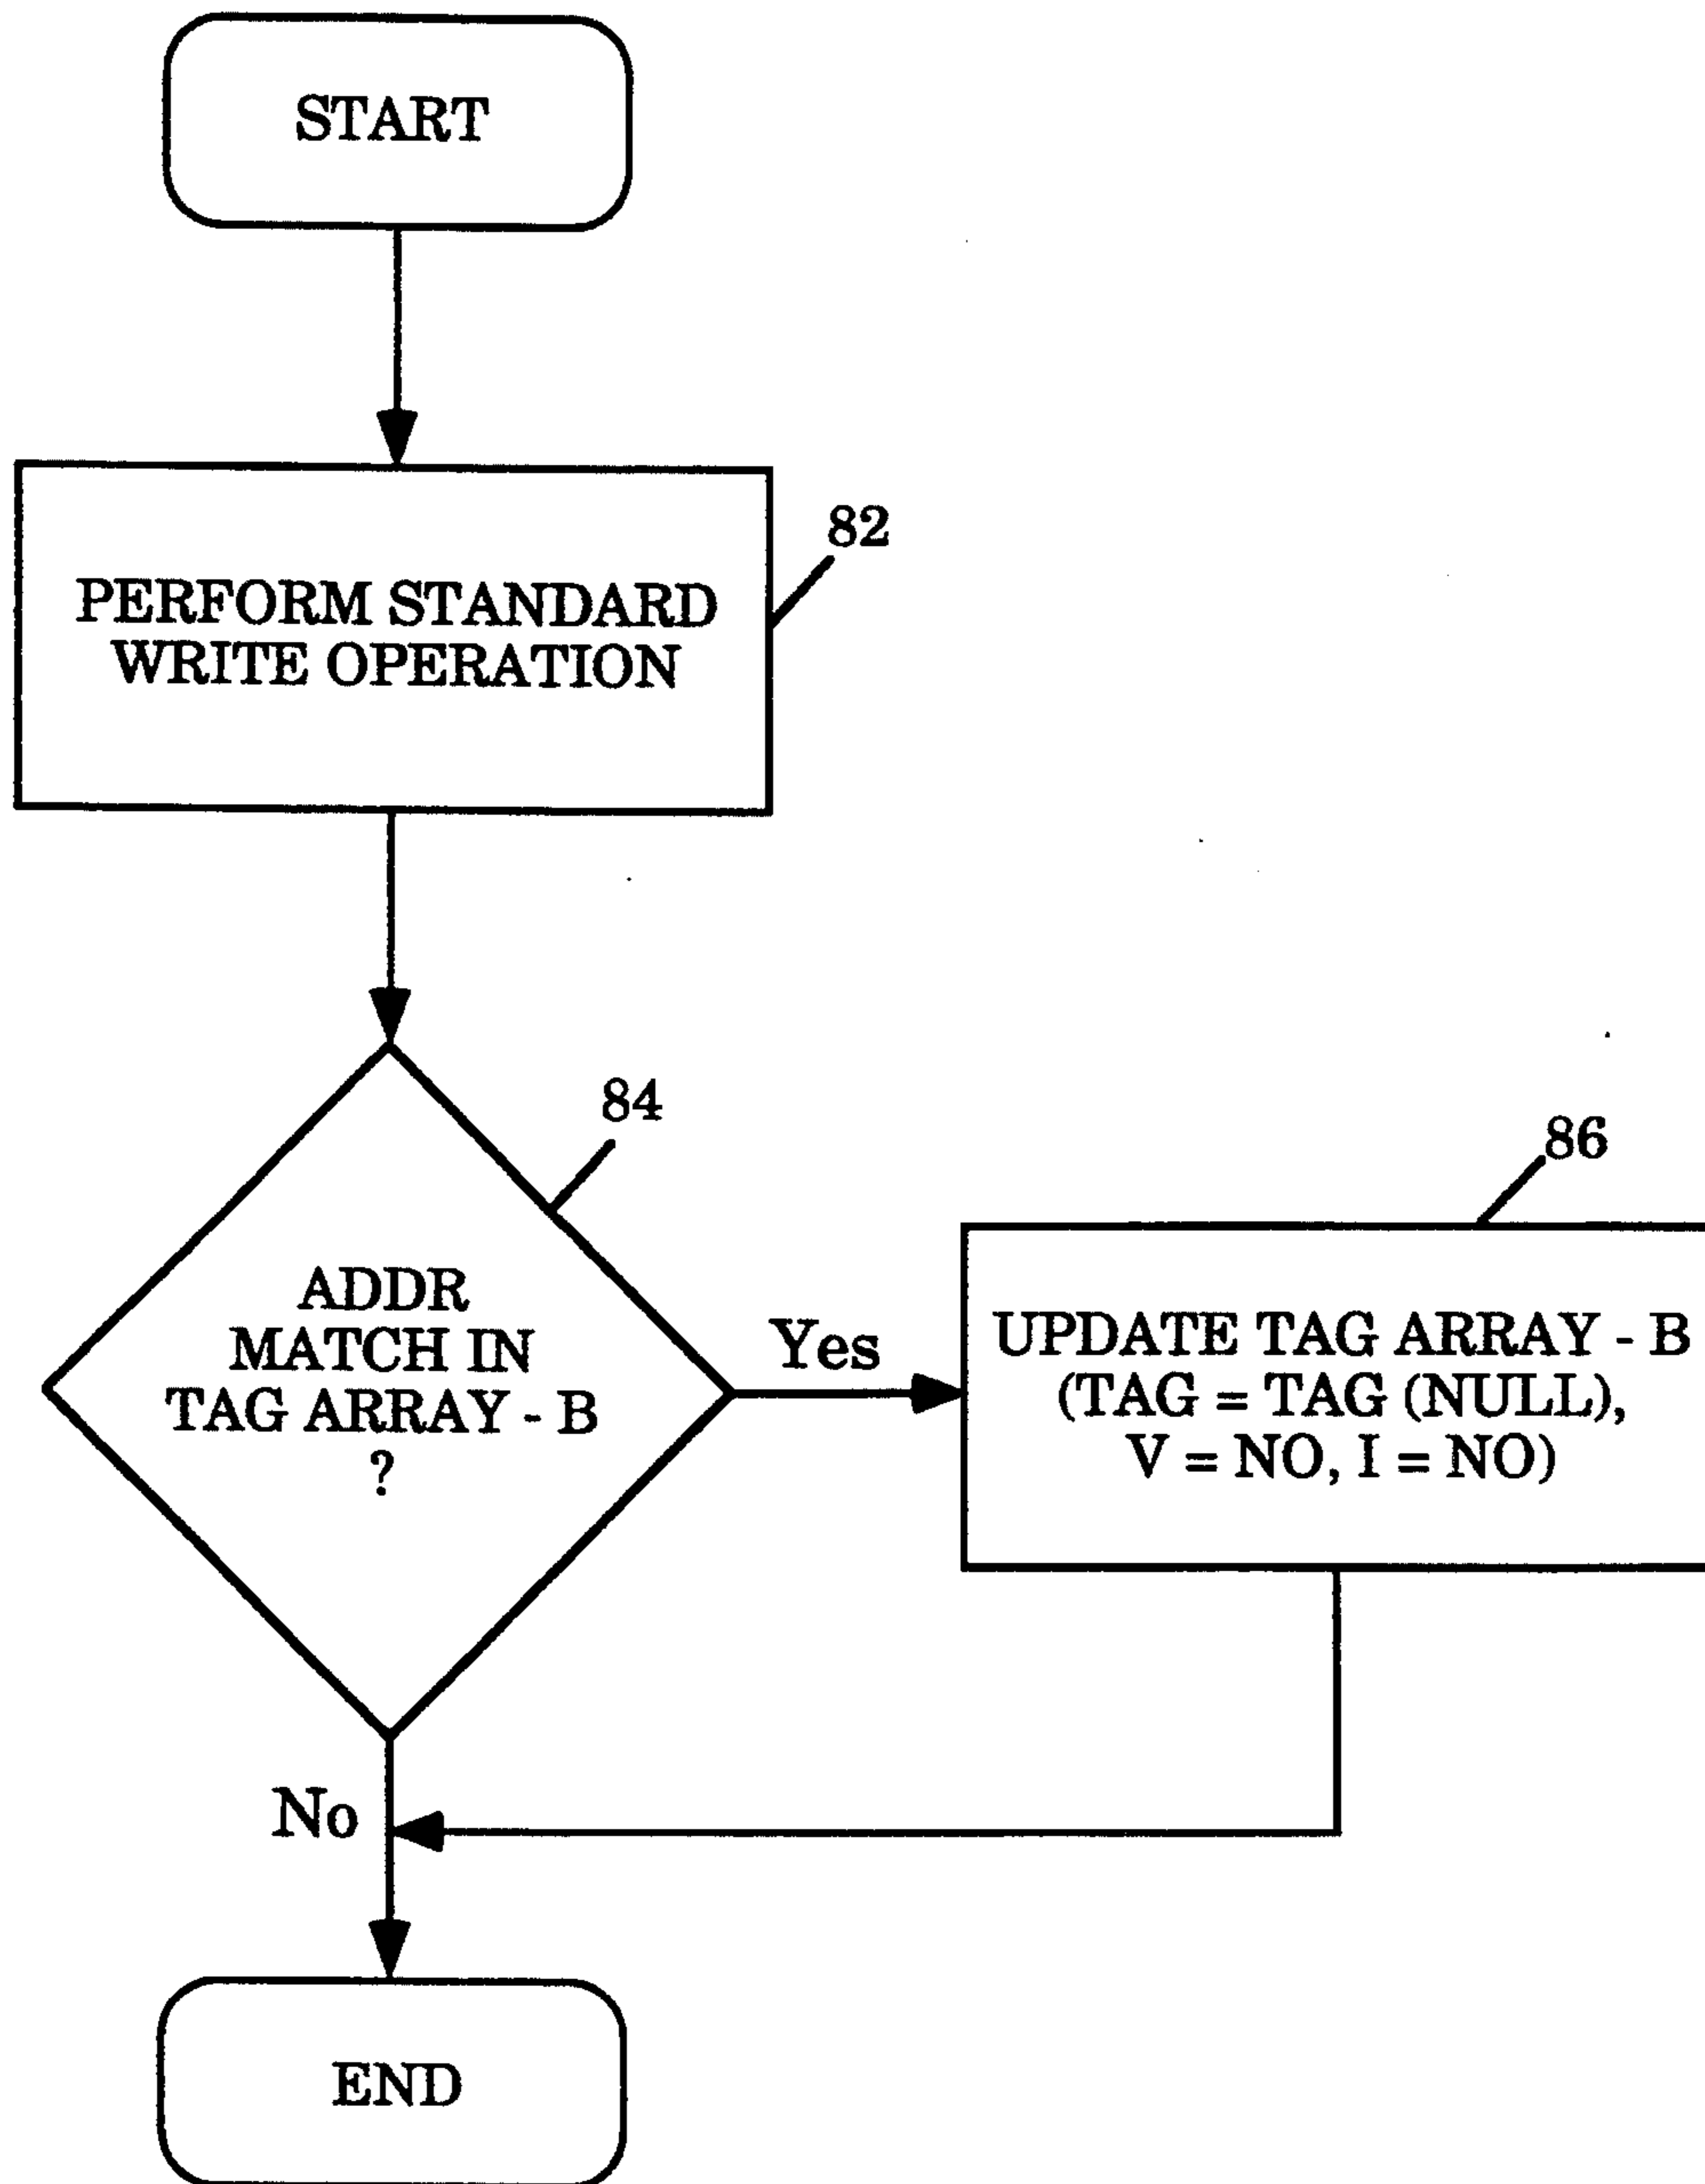 START
82
PERFORM STANDARD
WRITE OPERATION
84
ADDR
MATCH IN
TAG ARRAY - B
?
Yes
86
UPDATE TAG ARRAY - B
(TAG = TAG (NULL),
V = NO, I = NO)
No
END